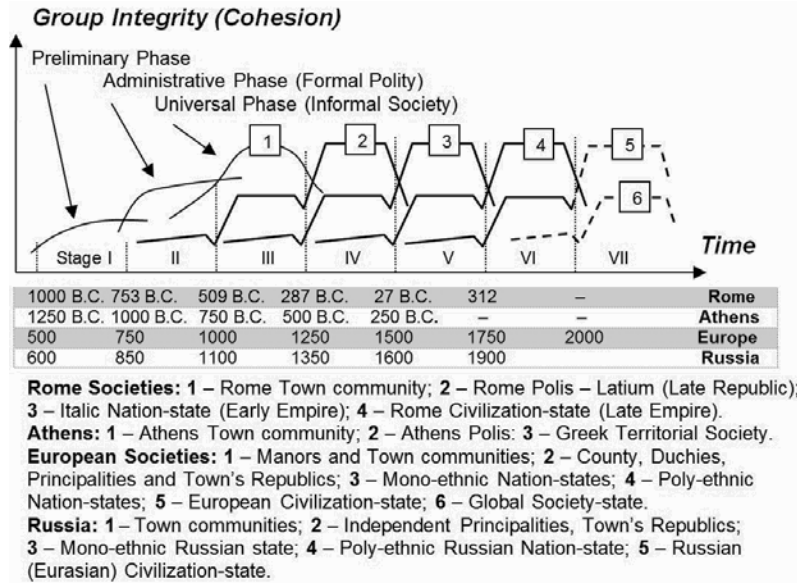 Group Integrity (Cohesion)
Preliminary Phase
Administrative Phase (Formal Polity)
Universal Phase (Informal Society)
1 2 3 4 5
6
Time
Stage I II III IV V VI VII
1000 B.C. 753 B.C. 509 B.C. 287 B.C. 27 B.C. 312 – Rome
1250 B.C. 1000 B.C. 750 B.C. 500 B.C. 250 B.C. – – Athens
500 750 1000 1250 1500 1750 2000 Europe
600 850 1100 1350 1600 1900 Russia
Rome Societies: 1 – Rome Town community; 2 – Rome Polis – Latium (Late Republic);
3 – Italic Nation-state (Early Empire); 4 – Rome Civilization-state (Late Empire).
Athens: 1 – Athens Town community; 2 – Athens Polis: 3 – Greek Territorial Society.
European Societies: 1 – Manors and Town communities; 2 – County, Duchies,
Principalities and Town's Republics; 3 – Mono-ethnic Nation-states; 4 – Poly-ethnic
Nation-states; 5 – European Civilization-state; 6 – Global Society-state.
Russia: 1 – Town communities; 2 – Independent Principalities, Town's Republics;
3 – Mono-ethnic Russian state; 4 – Poly-ethnic Russian Nation-state; 5 – Russian
(Eurasian) Civilization-state.